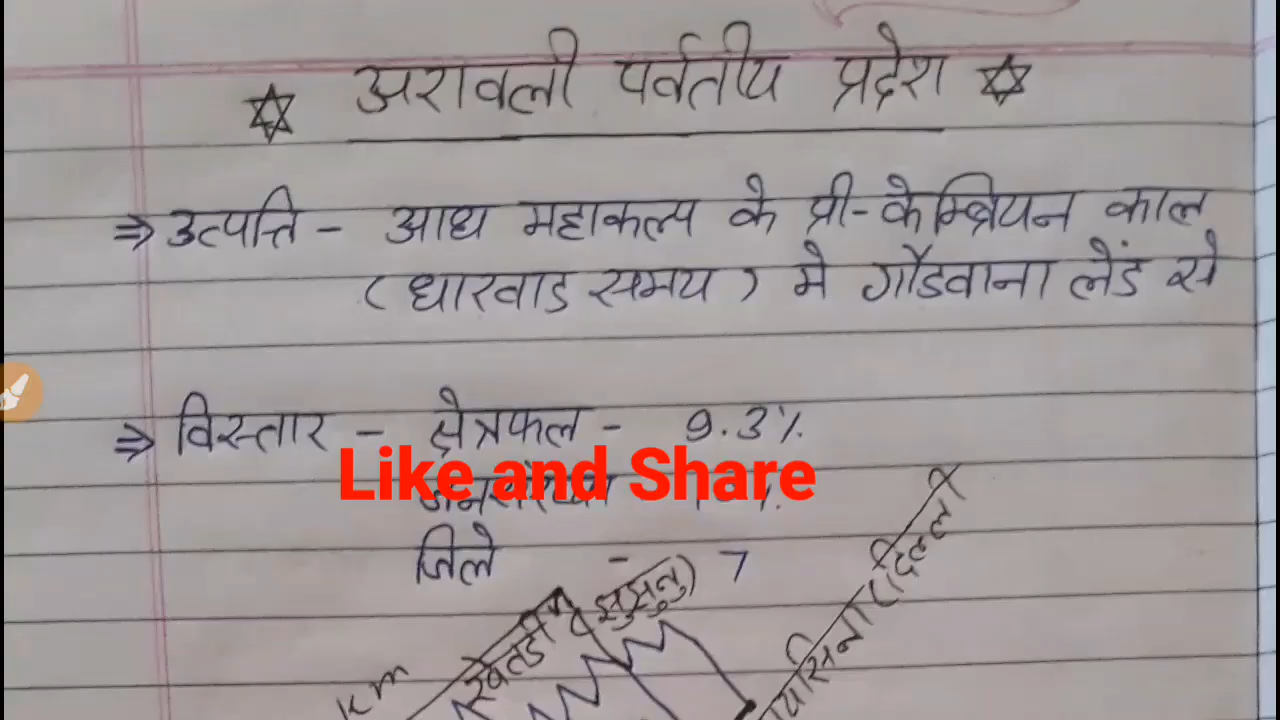 अरावली पर्वतीय प्रदेश
⇒ उत्पत्ति - आद्य महाकल्प के प्री-केम्ब्रियन काल
(धारवाड समय) मे गौडवाना लेंड से
⇒ विस्तार - क्षेत्रफल - 9.3%
Like and Share
जिले - 7
खेतडी (झुझुनु)
(दिल्ली)
km